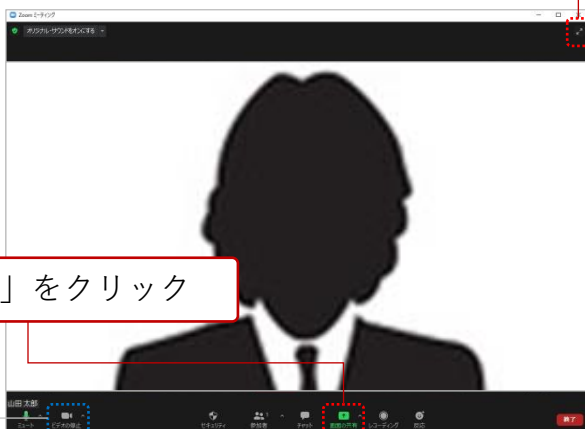 Zoom ミーティング
オリジナルサウンドをオンにする
」をクリック
山田 太郎
ミュート ビデオの停止 セキュリティ 参加者 1 チャット 画面の共有 レコーディング 反応 終了